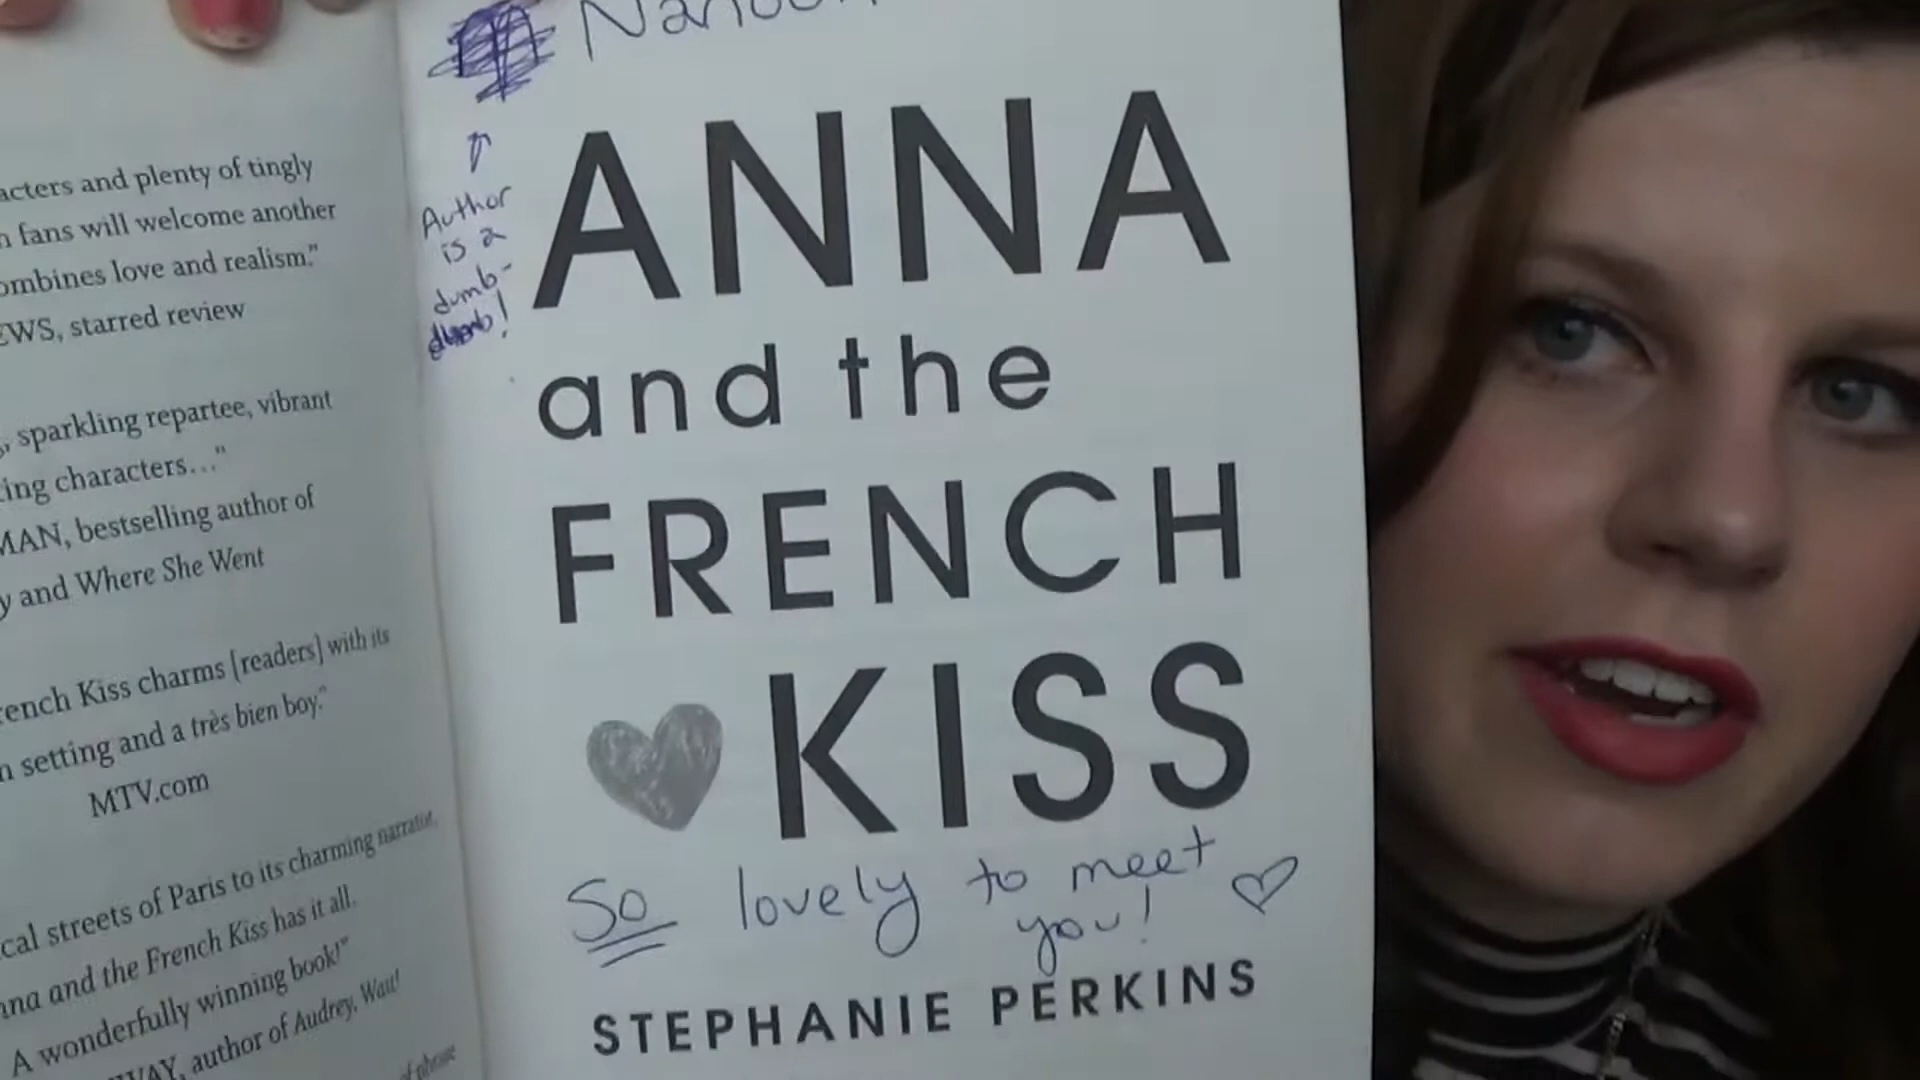 acters and plenty of tingly
fans will welcome another
ombines love and realism."
EWS, starred review
, sparkling repartee, vibrant
ing characters..."
MAN, bestselling author of
y and Where She Went
rench Kiss charms [readers] with its
n setting and a très bien boy."
MTV.com
cal streets of Paris to its charming narrator,
nna and the French Kiss has it all.
A wonderfully winning book!"
WAY, author of Audrey, Wait!
Author
is a
dumb-
dumb!
ANNA
and the
FRENCH
KISS
So lovely to meet
you!
STEPHANIE PERKINS